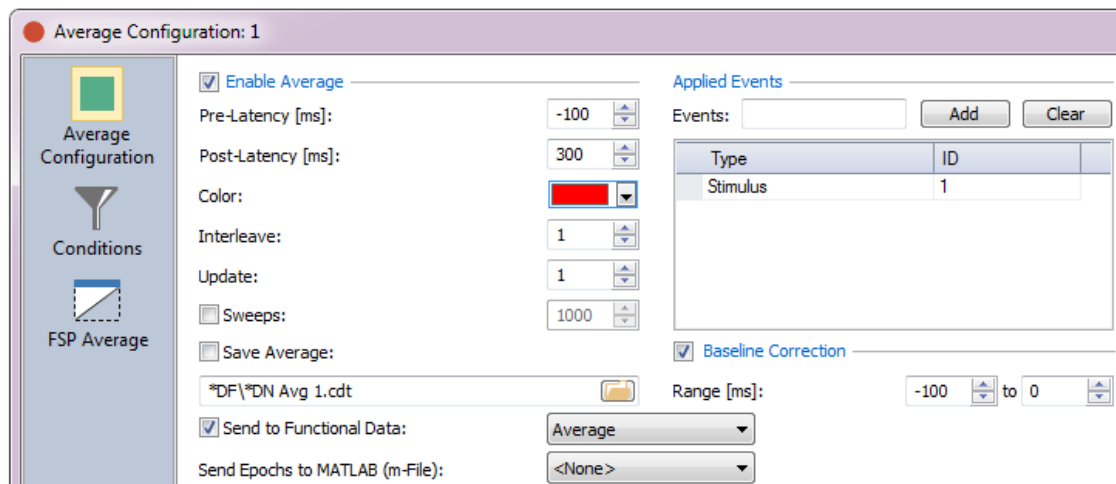 Average Configuration: 1
Average
Configuration
Conditions
FSP Average
Enable Average
Pre-Latency [ms]: -100
Post-Latency [ms]: 300
Color:
Interleave: 1
Update: 1
Sweeps: 1000
Save Average:
*DF\*DN Avg 1.cdt
Send to Functional Data: Average
Send Epochs to MATLAB (m-File): <None>
Applied Events
Events: Add Clear
Type ID
Stimulus 1
Baseline Correction
Range [ms]: -100 to 0